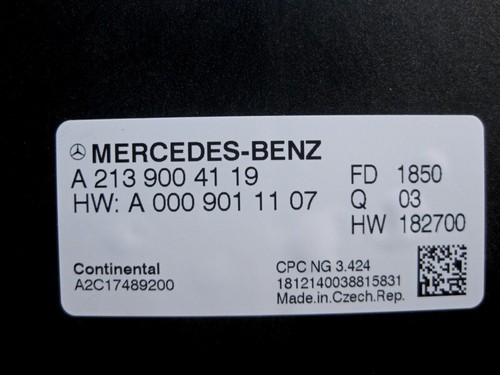 MERCEDES-BENZ
A 213 900 41 19
HW: A 000 901 11 07
FD 1850
Q 03
HW 182700
Continental
A2C17489200
CPC NG 3.424
1812140038815831
Made.in.Czech.Rep.